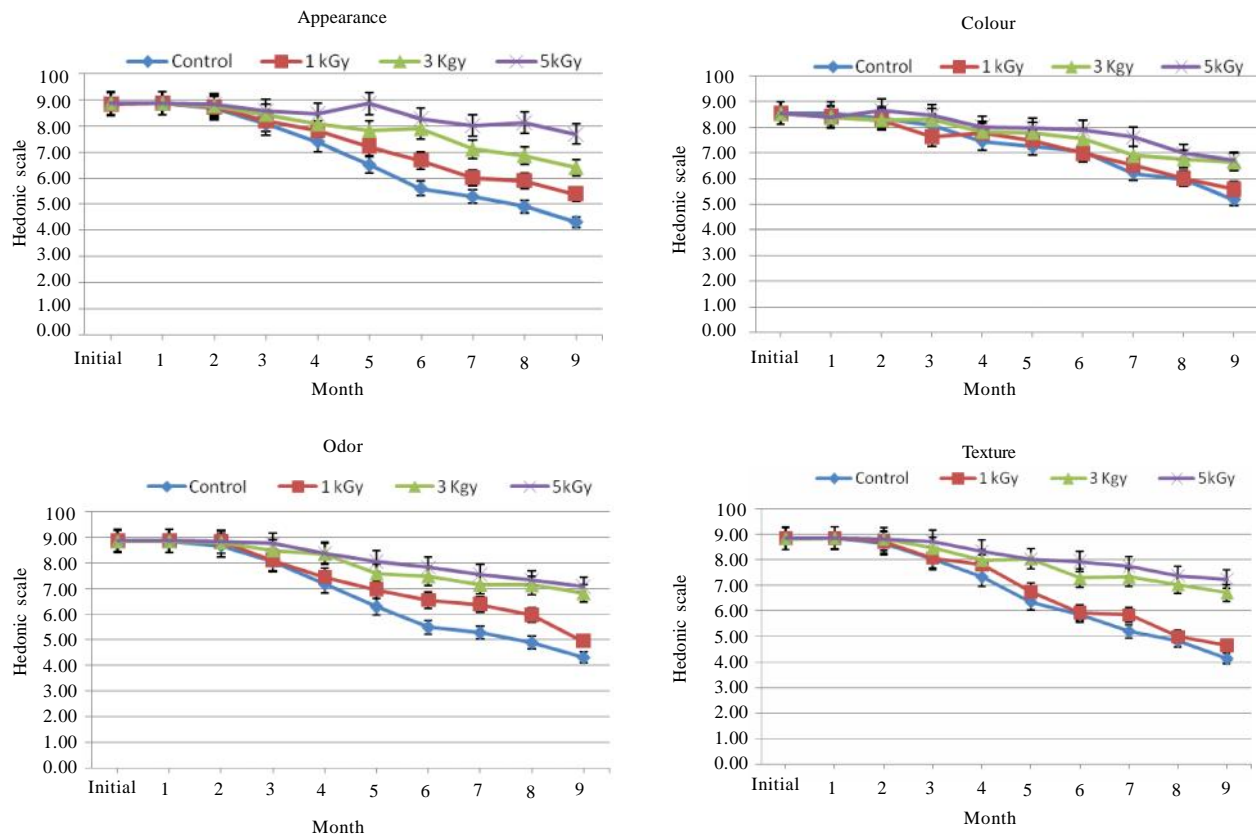 Appearance
Control 1 kGy 3 Kgy 5kGy
100
9.00
8.00
7.00
6.00
5.00
4.00
3.00
2.00
1.00
0.00
Hedonic scale
Initial 1 2 3 4 5 6 7 8 9
Month
Colour
Control 1 kGy 3 Kgy 5kGy
100
9.00
8.00
7.00
6.00
5.00
4.00
3.00
2.00
1.00
0.00
Hedonic scale
Initial 1 2 3 4 5 6 7 8 9
Month
Odor
Control 1 kGy 3 Kgy 5kGy
100
9.00
8.00
7.00
6.00
5.00
4.00
3.00
2.00
1.00
0.00
Hedonic scale
Initial 1 2 3 4 5 6 7 8 9
Month
Texture
Control 1 kGy 3 Kgy 5kGy
100
9.00
8.00
7.00
6.00
5.00
4.00
3.00
2.00
1.00
0.00
Hedonic scale
Initial 1 2 3 4 5 6 7 8 9
Month